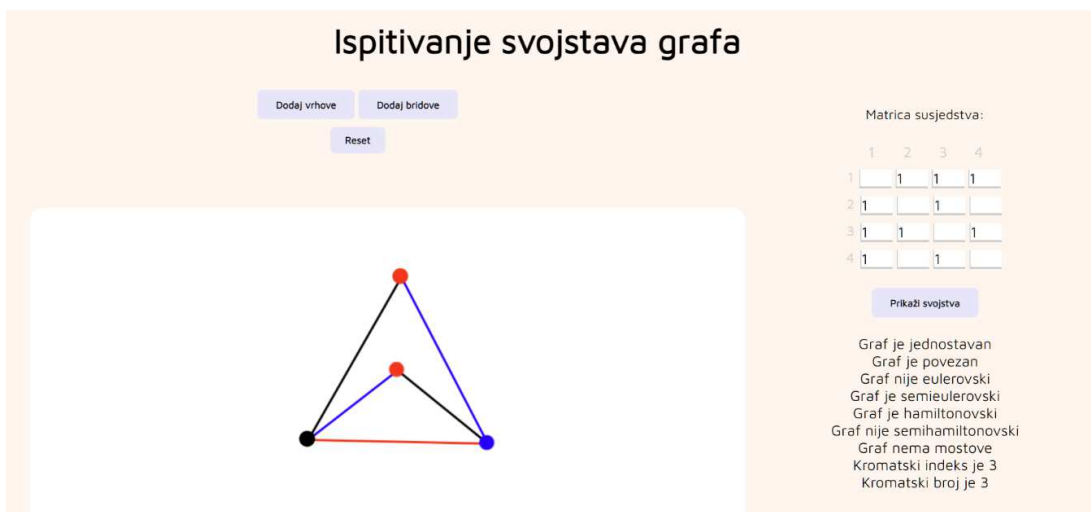 Ispitivanje svojstava grafa
Dodaj vrhove Dodaj bridove
Reset
Matrica susjedstva:
1 2 3 4
1 1 1 1
2 1 1
3 1 1 1
4 1 1
Prikaži svojstva
Graf je jednostavan
Graf je povezan
Graf nije eulerovski
Graf je semieulerovski
Graf je hamiltonovski
Graf nije semihamiltonovski
Graf nema mostove
Kromatski indeks je 3
Kromatski broj je 3